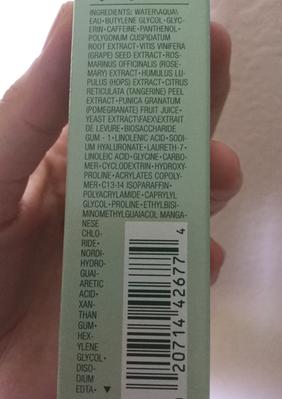 INGREDIENTS: WATER\AQUA\
EAU•BUTYLENE GLYCOL•GLYC-
ERIN•CAFFEINE•PANTHENOL•
POLYGONUM CUSPIDATUM
ROOT EXTRACT•VITIS VINIFERA
(GRAPE) SEED EXTRACT•ROS-
MARINUS OFFICINALIS (ROSE-
MARY) EXTRACT•HUMULUS LU-
PULUS (HOPS) EXTRACT•CITRUS
RETICULATA (TANGERINE) PEEL
EXTRACT•PUNICA GRANATUM
(POMEGRANATE) FRUIT JUICE•
YEAST EXTRACT\FAEX\EXTRAIT
DE LEVURE•BIOSACCHARIDE
GUM-1•LINOLENIC ACID•SODI-
UM HYALURONATE•LAURETH-7•
LINOLEIC ACID•GLYCINE•CARBO-
MER•CYCLODEXTRIN•HYDROXY-
PROLINE•ACRYLATES COPOLY-
MER•C13-14 ISOPARAFFIN•
POLYACRYLAMIDE•CAPRYLYL
GLYCOL•PROLINE•ETHYLBISI-
MINOMETHYLGUAIACOL MANGA-
NESE
CHLO-
RIDE•
NORDI-
HYDRO-
GUAI-
ARETIC
ACID•
XAN-
THAN
GUM•
HEX-
YLENE
GLYCOL•
DISO-
DIUM
EDTA• ▼
20714 42677 4